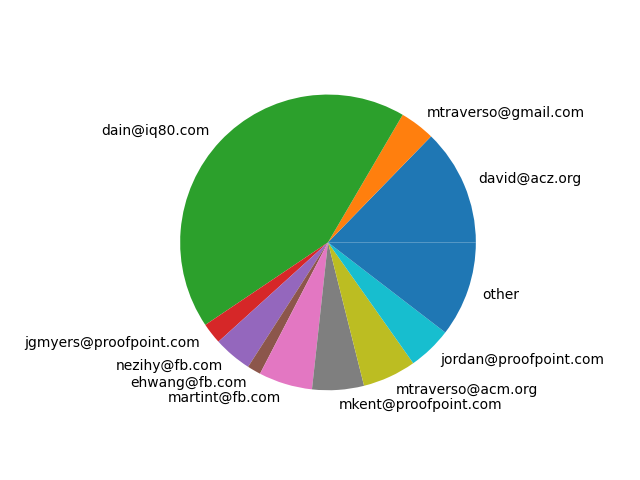 mtraverso@gmail.com
dain@iq80.com
david@acz.org
other
jgmyers@proofpoint.com
jordan@proofpoint.com
nezihy@fb.com
ehwang@fb.com
mtraverso@acm.org
martint@fb.com
mkent@proofpoint.com